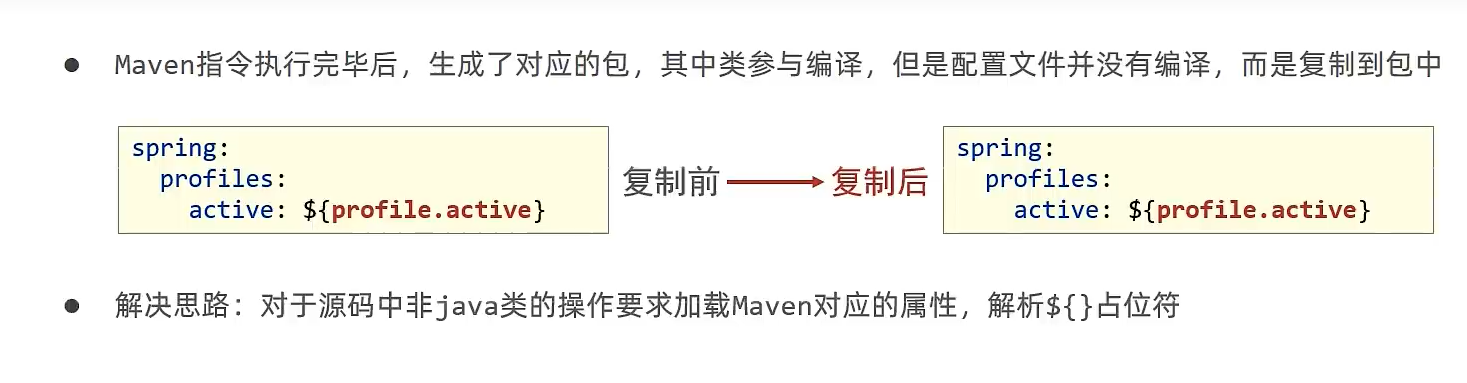 ● Maven指令执行完毕后，生成了对应的包，其中类参与编译，但是配置文件并没有编译，而是复制到包中
spring:
  profiles:
    active: ${profile.active}
复制前
复制后
spring:
  profiles:
    active: ${profile.active}
● 解决思路：对于源码中非java类的操作要求加载Maven对应的属性，解析${}占位符